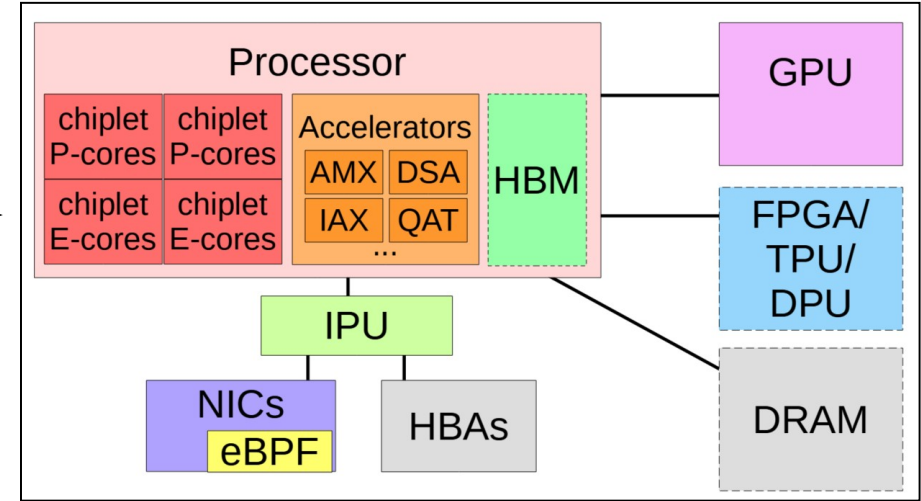 Processor
chiplet
P-cores
chiplet
P-cores
chiplet
E-cores
chiplet
E-cores
Accelerators
AMX
DSA
IAX
QAT
...
HBM
GPU
FPGA/
TPU/
DPU
DRAM
IPU
NICs
eBPF
HBAs